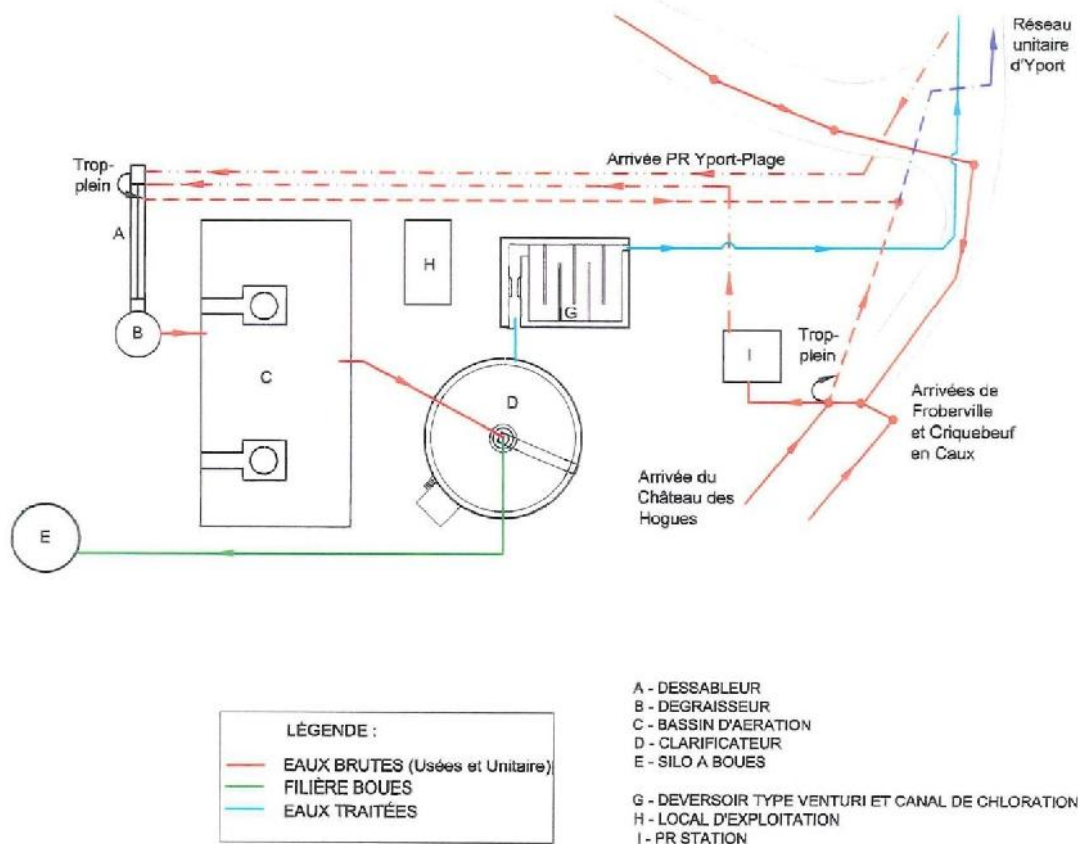 Réseau
unitaire
d'Yport
Trop-
plein
Arrivée PR Yport-Plage
A
H
G
B
I
Trop-
plein
C
D
Arrivées de
Froberville
et Criquebeuf
en Caux
Arrivée du
Château des
Hogues
E
LÉGENDE :
EAUX BRUTES (Usées et Unitaire)
FILIÈRE BOUES
EAUX TRAITÉES
A - DESSABLEUR
B - DEGRAISSEUR
C - BASSIN D'AERATION
D - CLARIFICATEUR
E - SILO A BOUES
G - DEVERSOIR TYPE VENTURI ET CANAL DE CHLORATION
H - LOCAL D'EXPLOITATION
I - PR STATION